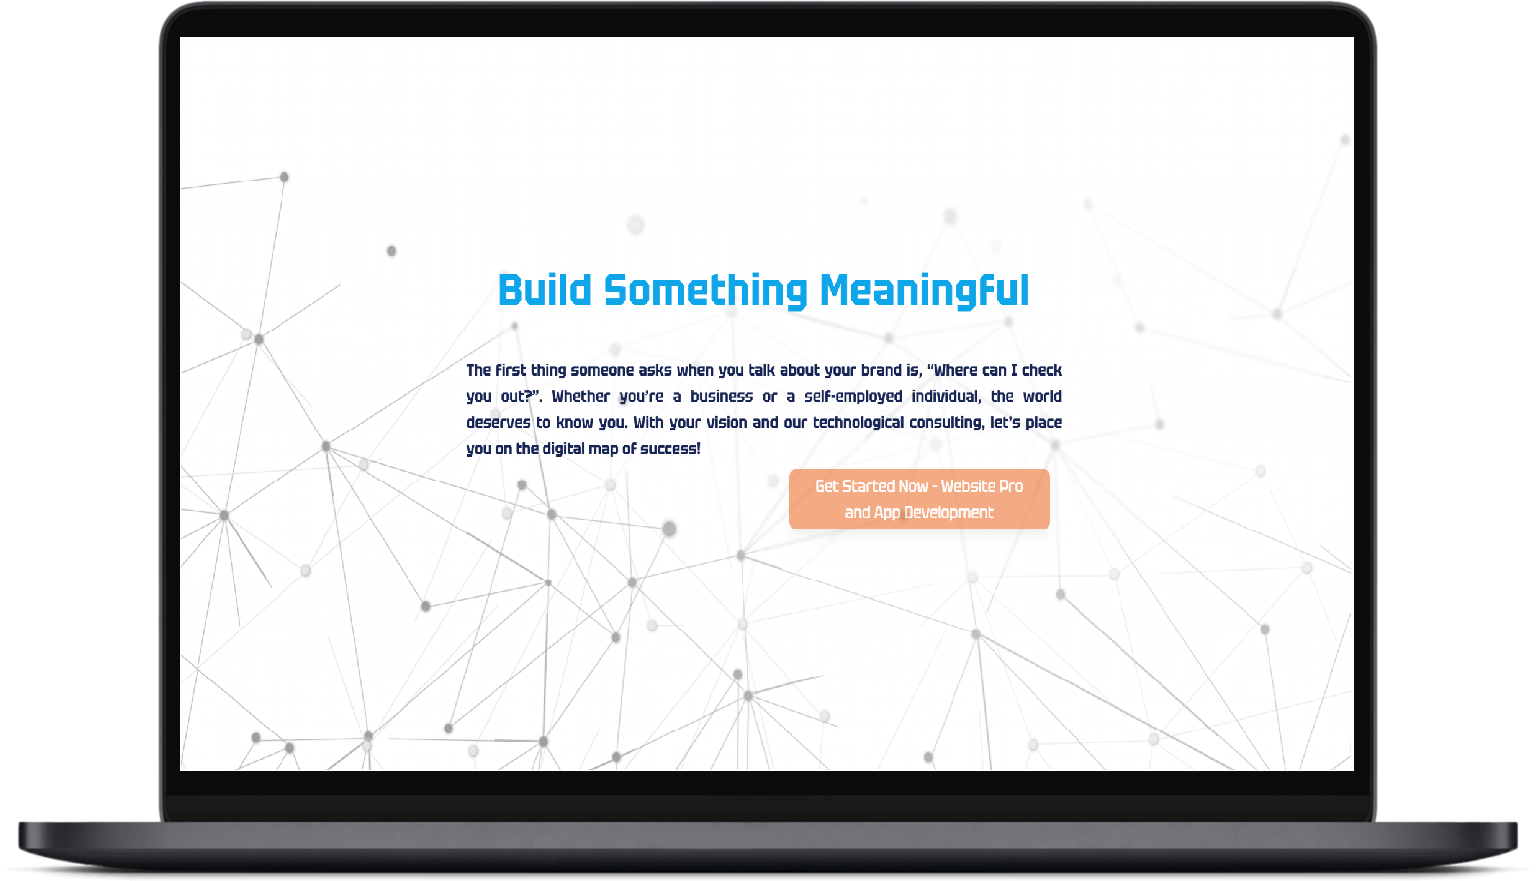 Build Something Meaningful
The first thing someone asks when you talk about your brand is, “Where can I check
you out?”. Whether you’re a business or a self-employed individual, the world
deserves to know you. With your vision and our technological consulting, let’s place
you on the digital map of success!
Get Started Now - Website Pro
and App Development